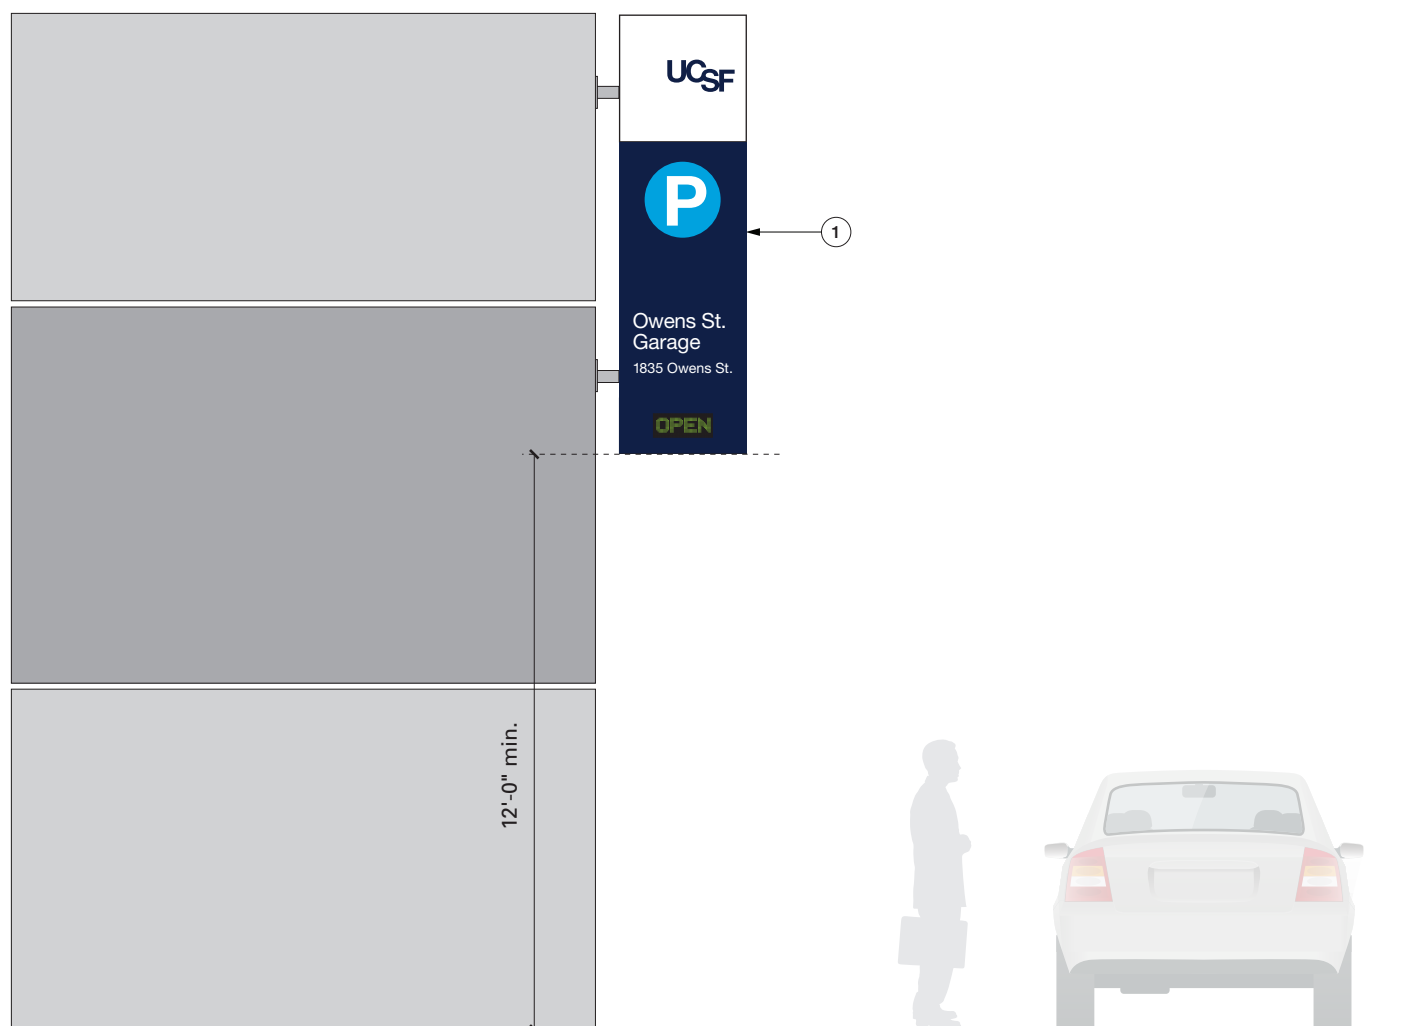 UCSF
P
1
Owens St.
Garage
1835 Owens St.
OPEN
12'-0" min.